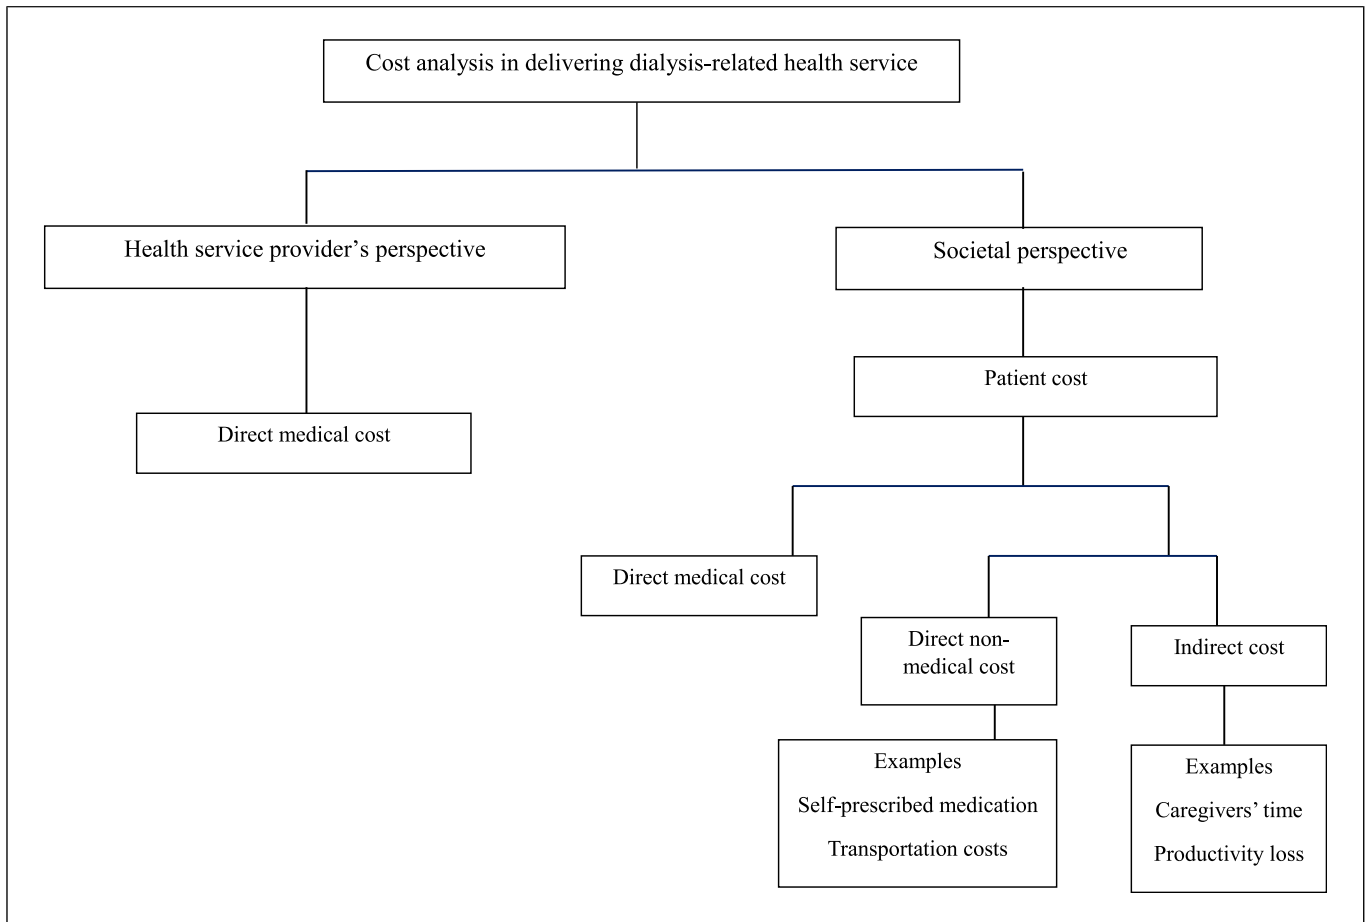 Cost analysis in delivering dialysis-related health service
Health service provider’s perspective
Societal perspective
Patient cost
Direct medical cost
Direct medical cost
Direct non-
medical cost
Indirect cost
Examples
Self-prescribed medication
Transportation costs
Examples
Caregivers’ time
Productivity loss